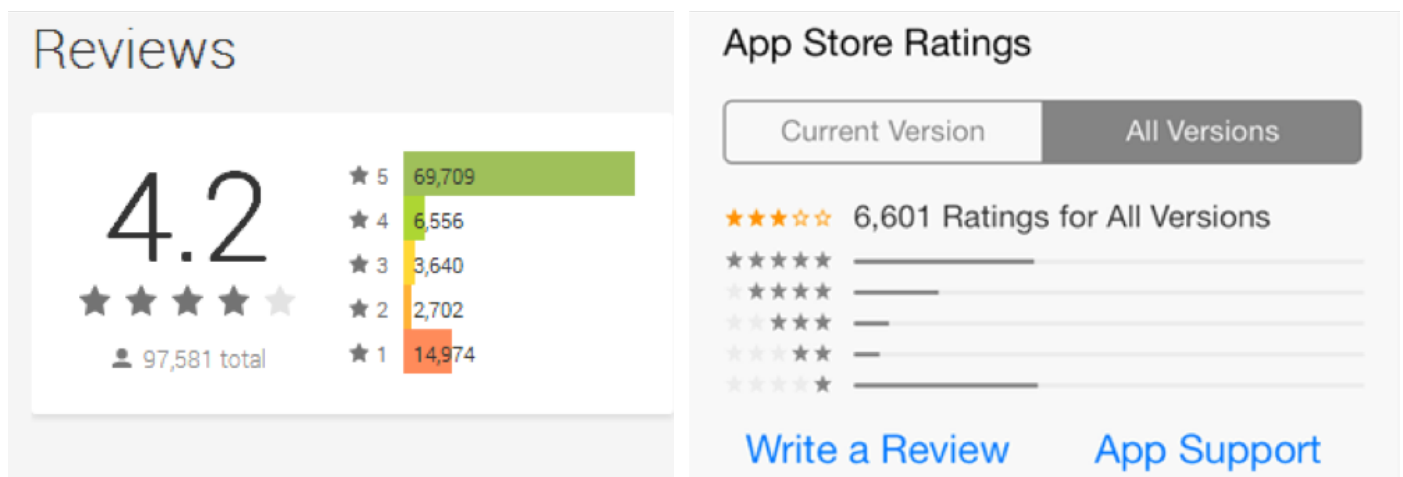 Reviews
4.2
97,581 total
5 69,709
4 6,556
3 3,640
2 2,702
1 14,974
App Store Ratings
Current Version All Versions
6,601 Ratings for All Versions
Write a Review App Support